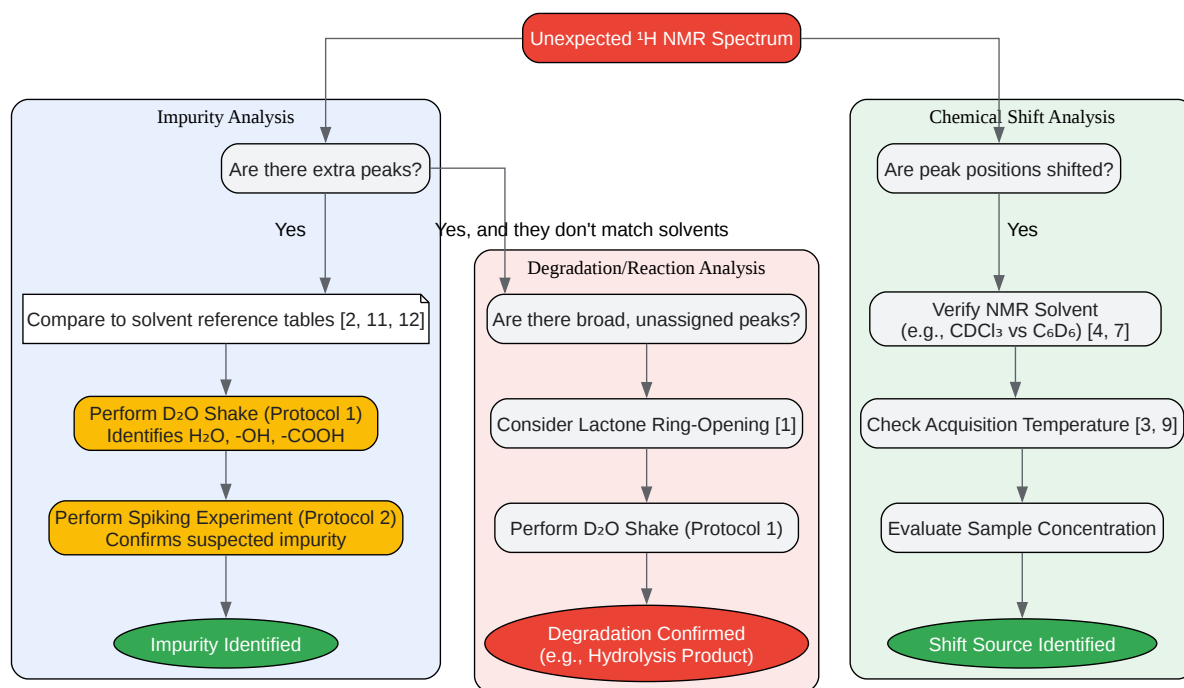 Unexpected ¹H NMR Spectrum
Impurity Analysis
Are there extra peaks?
Yes
Yes, and they don't match solvents
Compare to solvent reference tables [2, 11, 12]
Perform D₂O Shake (Protocol 1)
Identifies H₂O, -OH, -COOH
Perform Spiking Experiment (Protocol 2)
Confirms suspected impurity
Impurity Identified
Degradation/Reaction Analysis
Are there broad, unassigned peaks?
Consider Lactone Ring-Opening [1]
Perform D₂O Shake (Protocol 1)
Degradation Confirmed
(e.g., Hydrolysis Product)
Chemical Shift Analysis
Are peak positions shifted?
Yes
Verify NMR Solvent
(e.g., CDCl₃ vs C₆D₆) [4, 7]
Check Acquisition Temperature [3, 9]
Evaluate Sample Concentration
Shift Source Identified